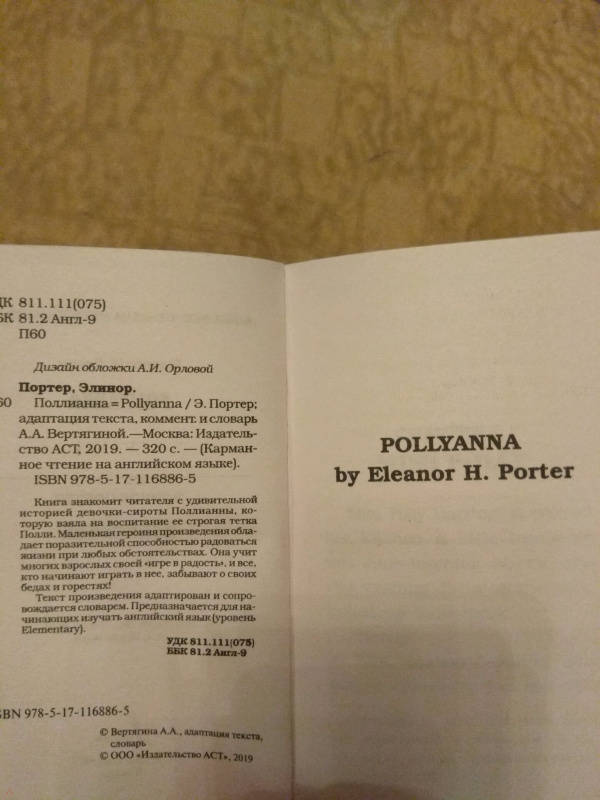 ДК 811.111(075)
БК 81.2 Англ-9
П60
Дизайн обложки А.И. Орловой
Портер, Элинор.
60 Поллианна = Pollyanna / Э. Портер;
адаптация текста, коммент. и словарь
А.А. Вертягиной.—Москва: Издатель-
ство АСТ, 2019. — 320 с. — (Карман-
ное чтение на английском языке).
ISBN 978-5-17-116886-5
Книга знакомит читателя с удивительной
историей девочки-сироты Поллианны, ко-
торую взяла на воспитание ее строгая тетка
Полли. Маленькая героиня произведения обла-
дает поразительной способностью радоваться
жизни при любых обстоятельствах. Она учит
многих взрослых своей «игре в радость», и все,
кто начинают играть в нее, забывают о своих
бедах и горестях!
Текст произведения адаптирован и сопро-
вождается словарем. Предназначается для на-
чинающих изучать английский язык (уровень
Elementary).
УДК 811.111(075)
ББК 81.2 Англ-9
SBN 978-5-17-116886-5
© Вертягина А.А., адаптация текста,
словарь
© ООО «Издательство АСТ», 2019
POLLYANNA
by Eleanor H. Porter